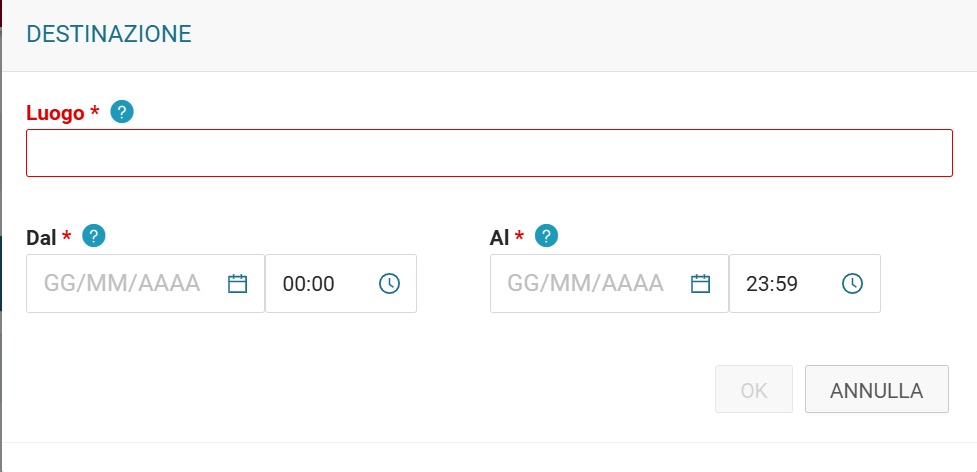 DESTINAZIONE
Luogo * ?
Dal * ? Al * ?
GG/MM/AAAA 00:00 GG/MM/AAAA 23:59
OK ANNULLA